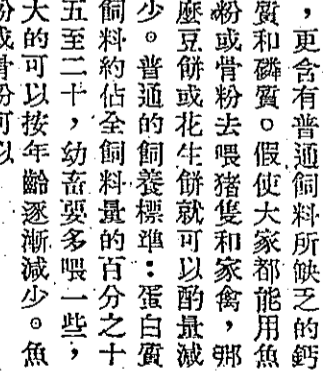 ，更含有普通飼料所缺乏的鈣
質和磷質。假使大家都能用魚
粉或骨粉去喂猪隻和家禽，那
麼豆餅或花生餅就可以酌量減
少。普通的飼養標準：蛋白質
飼料約佔全飼料量的百分之十
五至二十，幼畜要多喂一些，
大的可以按年齡逐漸減少。魚
粉或骨粉可以